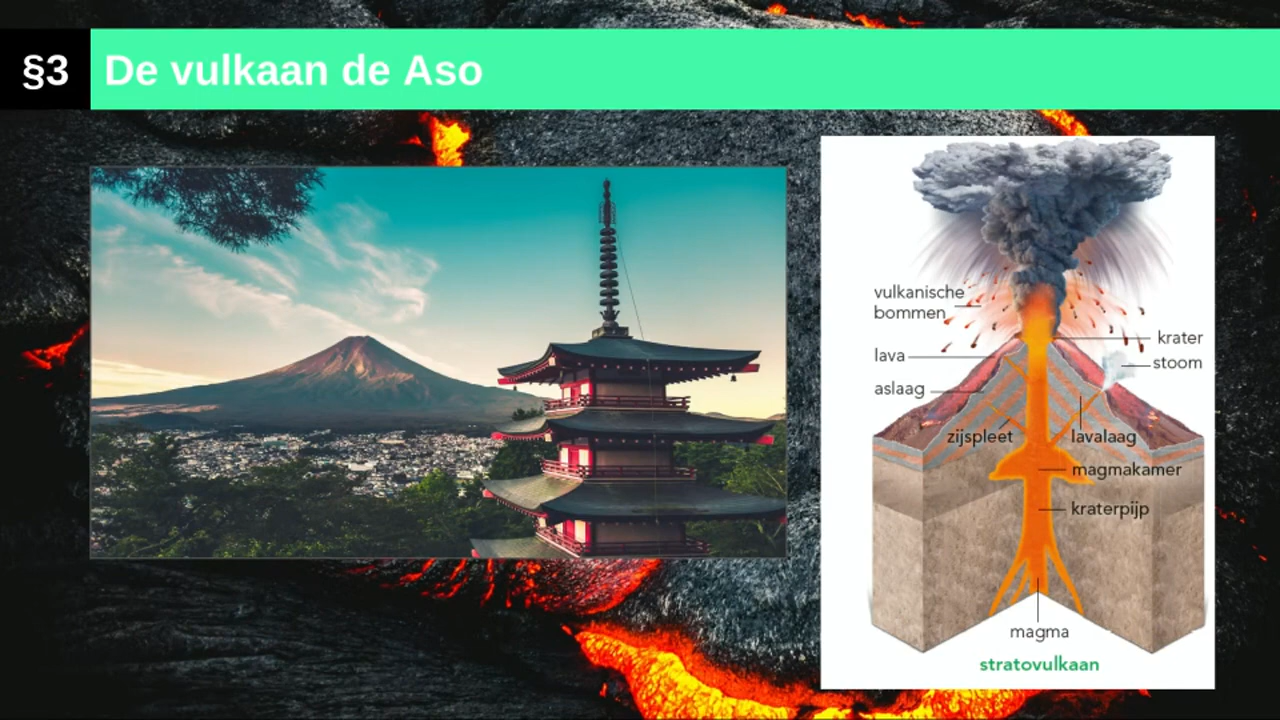 §3 De vulkaan de Aso
vulkanische
bommen
krater
lava
stoom
aslaag
zijspleet
lavalaag
magmakamer
kraterpijp
magma
stratovulkaan